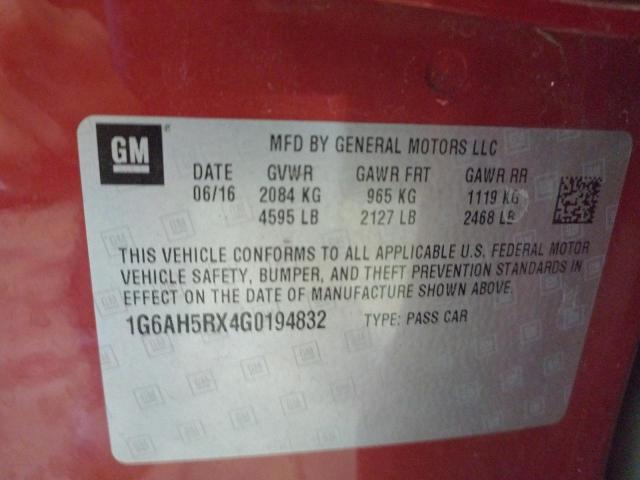 GM
MFD BY GENERAL MOTORS LLC
DATE GVWR GAWR FRT GAWR RR
06/16 2084 KG 965 KG 1119 KG
4595 LB 2127 LB 2468 LB
THIS VEHICLE CONFORMS TO ALL APPLICABLE U.S. FEDERAL MOTOR
VEHICLE SAFETY, BUMPER, AND THEFT PREVENTION STANDARDS IN
EFFECT ON THE DATE OF MANUFACTURE SHOWN ABOVE.
1G6AH5RX4G0194832 TYPE: PASS CAR